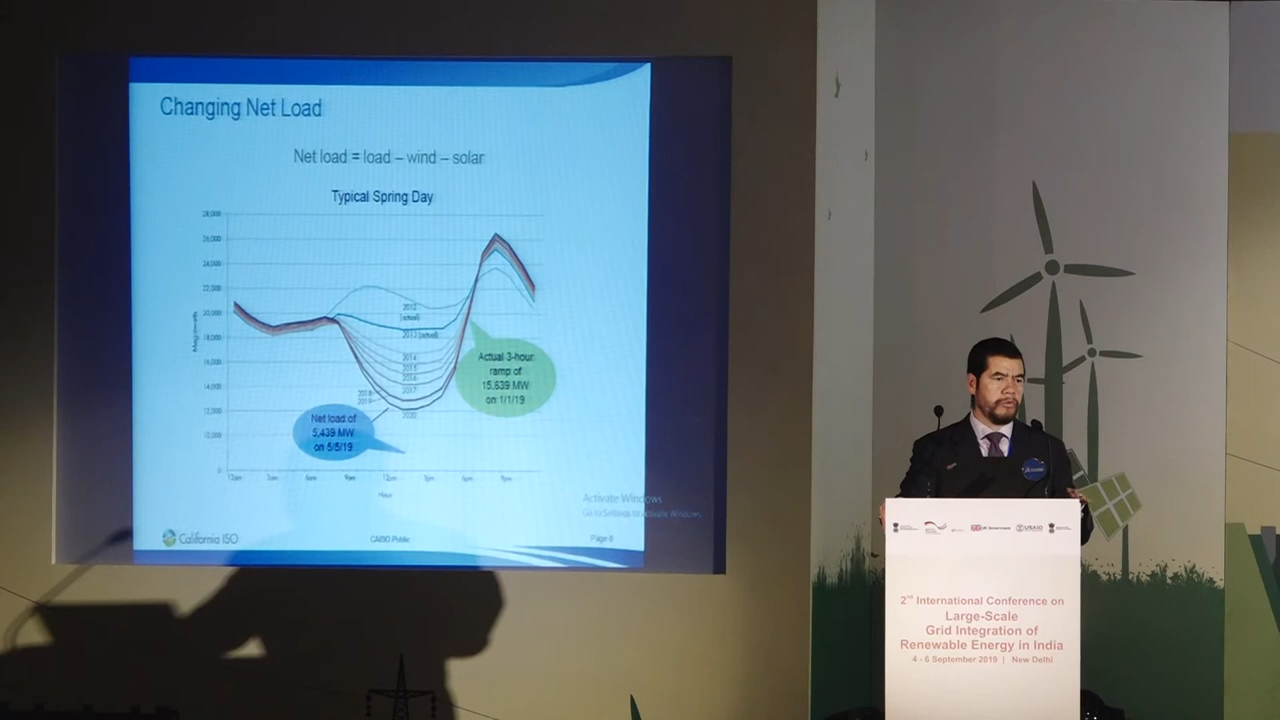 Changing Net Load
Net load = load – wind – solar
Typical Spring Day
28,000
26,000
24,000
22,000
20,000
18,000
16,000
14,000
12,000
10,000
0
Megawatts
12am
3am
6am
9am
12pm
3pm
6pm
9pm
Hour
2012
(actual)
2013 (actual)
2014
2015
2016
2017
2018
2019
2020
Net load of
5,439 MW
on 5/5/19
Actual 3-hour
ramp of
15,639 MW
on 1/1/19
Activate Windows
Go to Settings to activate Windows.
California ISO
CAISO Public
Page 6
UK Government
USAID
2nd International Conference on
Large-Scale
Grid Integration of
Renewable Energy in India
4 - 6 September 2019 | New Delhi